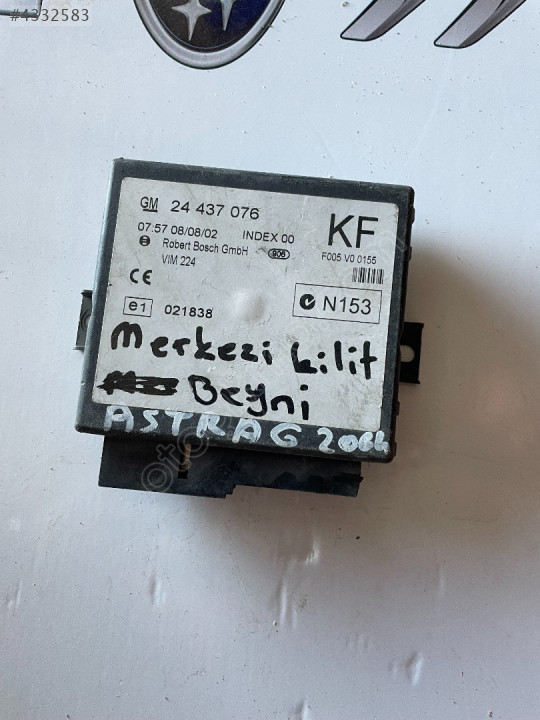 #4332583
GM 24 437 076
KF
07:57 08/08/02 INDEX 00
Robert Bosch GmbH 906
F005 V0 0155
VIM 224
CE
N153
e1 021838
Merkezi kilit
Beyni
ASTRA G 2004